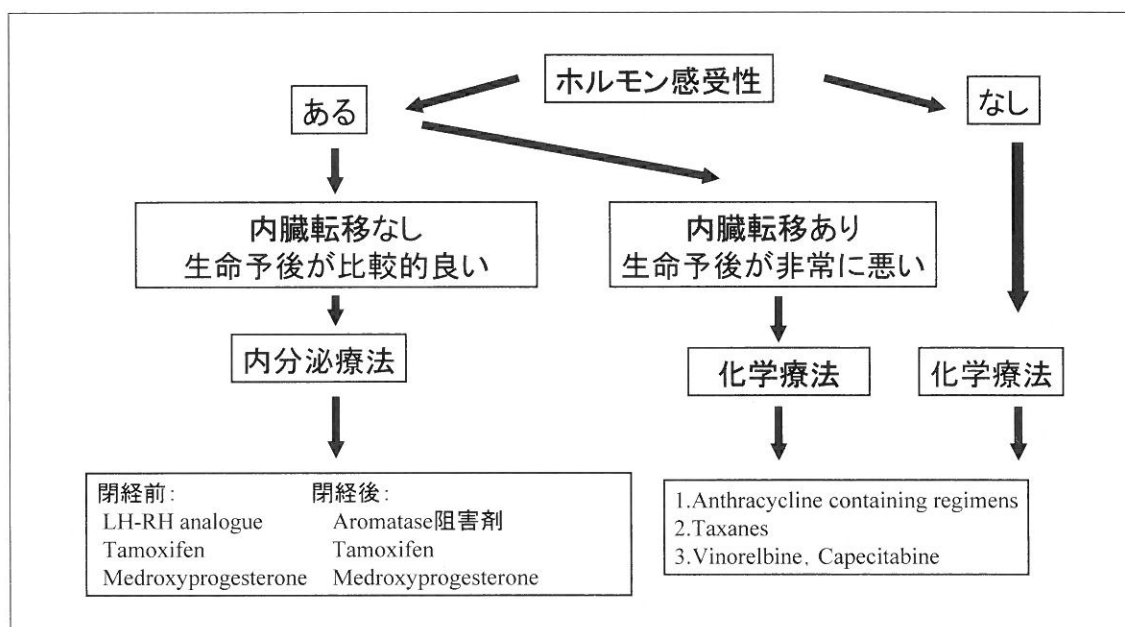 ホルモン感受性
ある
なし
内臓転移なし
生命予後が比較的良い
内臓転移あり
生命予後が非常に悪い
内分泌療法
化学療法
化学療法
閉経前:
LH-RH analogue
Tamoxifen
Medroxyprogesterone
閉経後:
Aromatase阻害剤
Tamoxifen
Medroxyprogesterone
1.Anthracycline containing regimens
2.Taxanes
3.Vinorelbine, Capecitabine